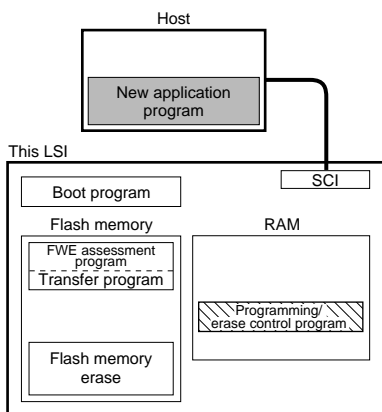 Host
New application
program
This LSI
SCI
Boot program
Flash memory
RAM
FWE assessment
program
Transfer program
Programming/
erase control program
Flash memory
erase